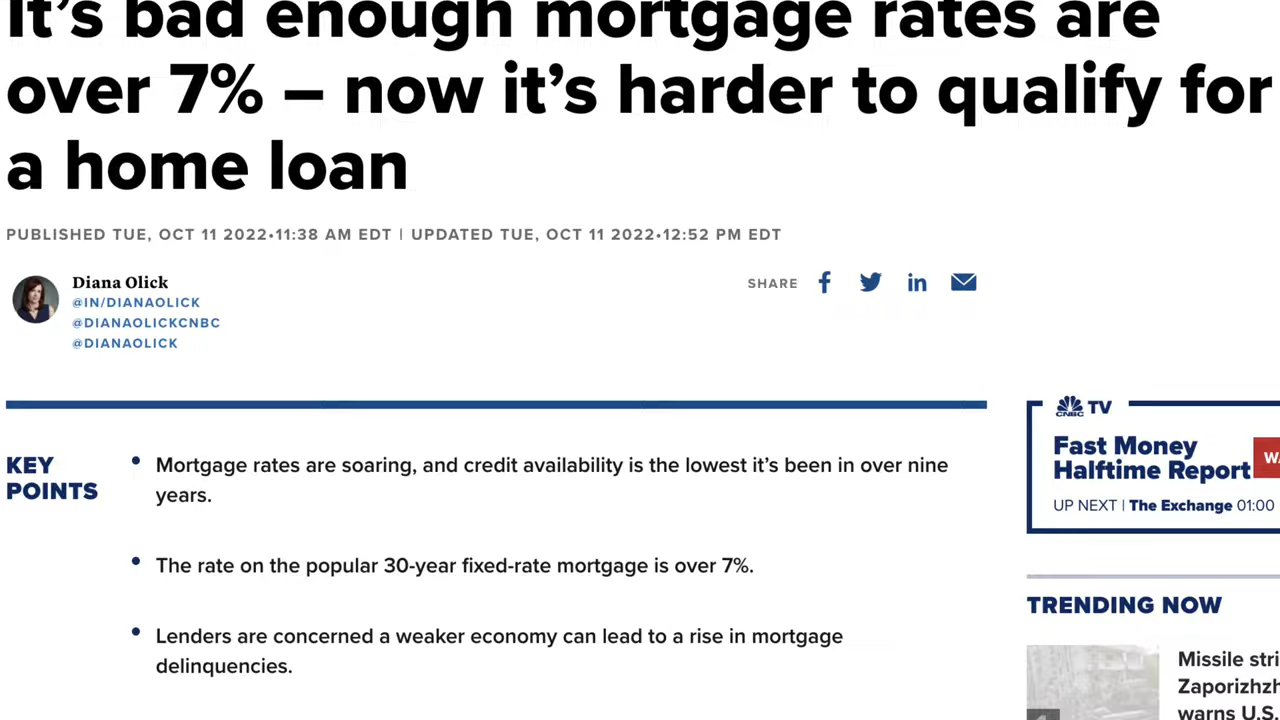 It's bad enough mortgage rates are
over 7% – now it's harder to qualify for
a home loan
PUBLISHED TUE, OCT 11 2022•11:38 AM EDT | UPDATED TUE, OCT 11 2022•12:52 PM EDT
Diana Olick
@IN/DIANAOLICK
@DIANAOLICKCNBC
@DIANAOLICK
SHARE
KEY
POINTS
Mortgage rates are soaring, and credit availability is the lowest it's been in over nine
years.
The rate on the popular 30-year fixed-rate mortgage is over 7%.
Lenders are concerned a weaker economy can lead to a rise in mortgage
delinquencies.
CNBC TV
Fast Money
Halftime Report
UP NEXT | The Exchange 01:00
TRENDING NOW
Missile
warns U.S.